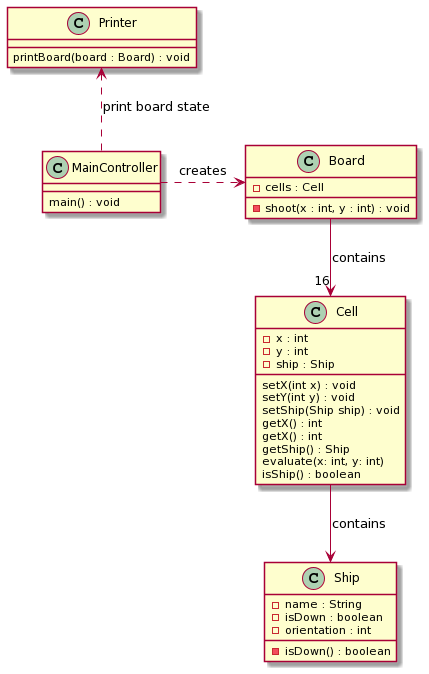 C Printer
printBoard(board : Board) : void
print board state
C MainController
main() : void
creates
C Board
cells : Cell
shoot(x : int, y : int) : void
contains
16
C Cell
x : int
y : int
ship : Ship
setX(int x) : void
setY(int y) : void
setShip(Ship ship) : void
getX() : int
getX() : int
getShip() : Ship
evaluate(x: int, y: int)
isShip() : boolean
contains
C Ship
name : String
isDown : boolean
orientation : int
isDown() : boolean